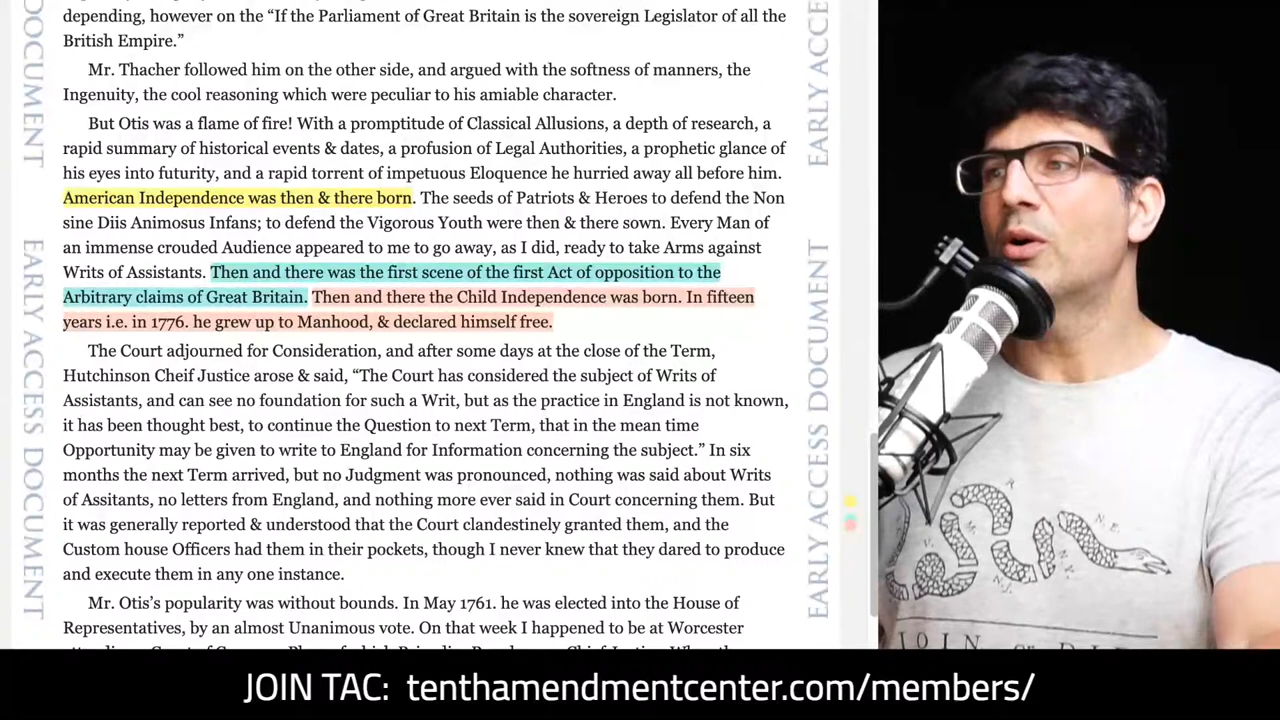 depending, however on the “If the Parliament of Great Britain is the sovereign Legislator of all the
British Empire.”
Mr. Thacher followed him on the other side, and argued with the softness of manners, the
Ingenuity, the cool reasoning which were peculiar to his amiable character.
But Otis was a flame of fire! With a promptitude of Classical Allusions, a depth of research, a
rapid summary of historical events & dates, a profusion of Legal Authorities, a prophetic glance of
his eyes into futurity, and a rapid torrent of impetuous Eloquence he hurried away all before him.
American Independence was then & there born. The seeds of Patriots & Heroes to defend the Non
sine Diis Animosus Infans; to defend the Vigorous Youth were then & there sown. Every Man of
an immense crouded Audience appeared to me to go away, as I did, ready to take Arms against
Writs of Assistants. Then and there was the first scene of the first Act of opposition to the
Arbitrary claims of Great Britain. Then and there the Child Independence was born. In fifteen
years i.e. in 1776. he grew up to Manhood, & declared himself free.
The Court adjourned for Consideration, and after some days at the close of the Term,
Hutchinson Cheif Justice arose & said, “The Court has considered the subject of Writs of
Assistants, and can see no foundation for such a Writ, but as the practice in England is not known,
it has been thought best, to continue the Question to next Term, that in the mean time
Opportunity may be given to write to England for Information concerning the subject.” In six
months the next Term arrived, but no Judgment was pronounced, nothing was said about Writs
of Assitants, no letters from England, and nothing more ever said in Court concerning them. But
it was generally reported & understood that the Court clandestinely granted them, and the
Custom house Officers had them in their pockets, though I never knew that they dared to produce
and execute them in any one instance.
Mr. Otis’s popularity was without bounds. In May 1761. he was elected into the House of
Representatives, by an almost Unanimous vote. On that week I happened to be at Worcester
DOCUMENT
EARLY ACCESS DOCUMENT
EARLY ACCE
EARLY ACCESS DOCUMENT
N.E.
N.Y.
JOIN
JOIN TAC: tenthamendmentcenter.com/members/